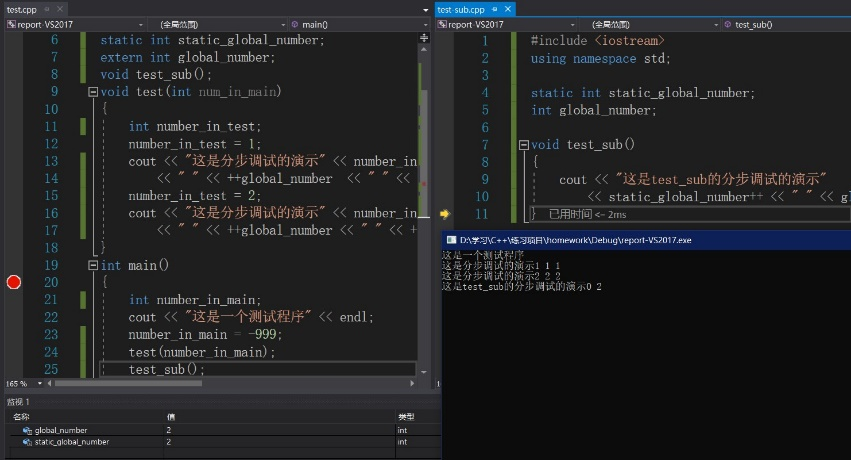 test.cpp
report-VS2017 (全局范围) main()
6 static int static_global_number;
7 extern int global_number;
8 void test_sub();
9 void test(int num_in_main)
10 {
11 int number_in_test;
12 number_in_test = 1;
13 cout << "这是分步调试的演示" << number_in
14 << " " << ++global_number << " " <<
15 number_in_test = 2;
16 cout << "这是分步调试的演示" << number_in
17 << " " << ++global_number << " " << +
18 }
19 int main()
20 {
21 int number_in_main;
22 cout << "这是一个测试程序" << endl;
23 number_in_main = -999;
24 test(number_in_main);
25 test_sub();
165 %
test-sub.cpp
report-VS2017 (全局范围) test_sub()
1 #include <iostream>
2 using namespace std;
3
4 static int static_global_number;
5 int global_number;
6
7 void test_sub()
8 {
9 cout << "这是test_sub的分步调试的演示"
10 << static_global_number++ << " " << gl
11 } 已用时间 <= 2ms
D:\学习\C++\练习项目\homework\Debug\report-VS2017.exe
这是一个测试程序
这是分步调试的演示1 1 1
这是分步调试的演示2 2 2
这是test_sub的分步调试的演示0 2
监视 1
名称 值 类型
global_number 2 int
static_global_number 2 int